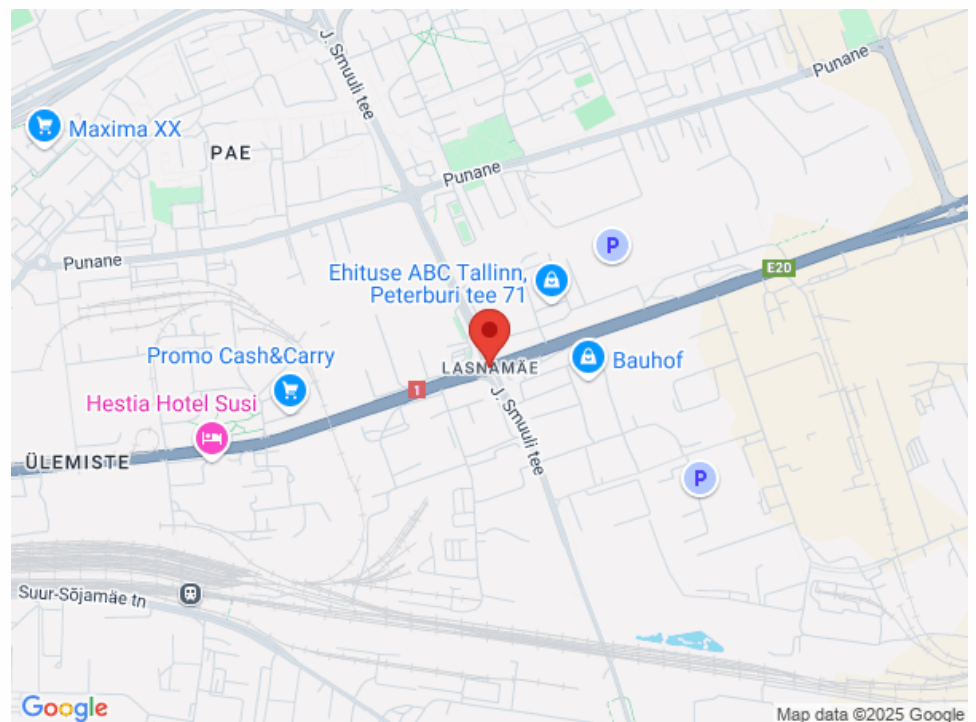 J. Smuuli tee
Punane
Maxima XX
PAE
Punane
Punane
P
Ehituse ABC Tallinn,
Peterburi tee 71
E20
Promo Cash&Carry
LASNAMÄE
Bauhof
1
Hestia Hotel Susi
J. Smuuli tee
ÜLEMISTE
P
Suur-Sõjamäe tn
Google
Map data ©2025 Google